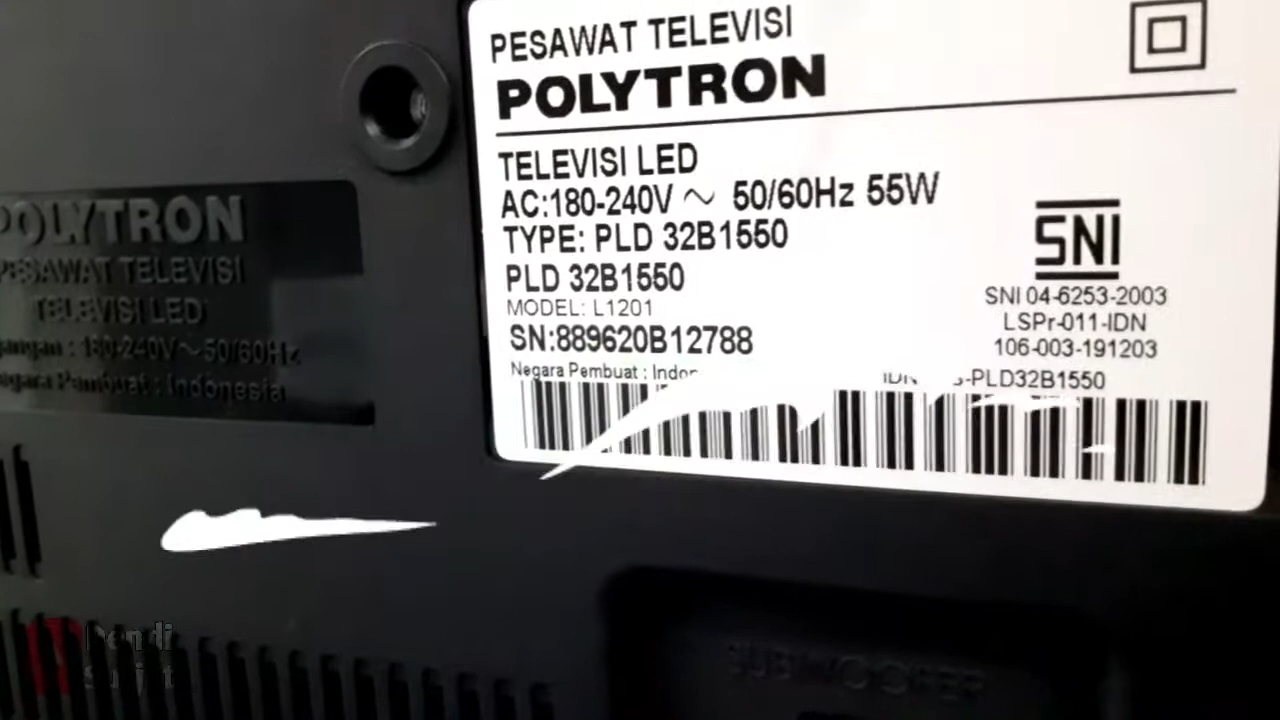 PESAWAT TELEVISI
POLYTRON
TELEVISI LED
AC:180-240V ～ 50/60Hz 55W
TYPE: PLD 32B1550
PLD 32B1550
MODEL: L1201
SN:889620B12788
Negara Pembuat :
SNI
SNI 04-6253-2003
LSPr-011-IDN
106-003-191203
-PLD32B1550
POLYTRON
PESAWAT TELEVISI
TELEVISI LED
: 180-240V～50/60Hz
Pembuat : Indonesia
SUBWOOFER